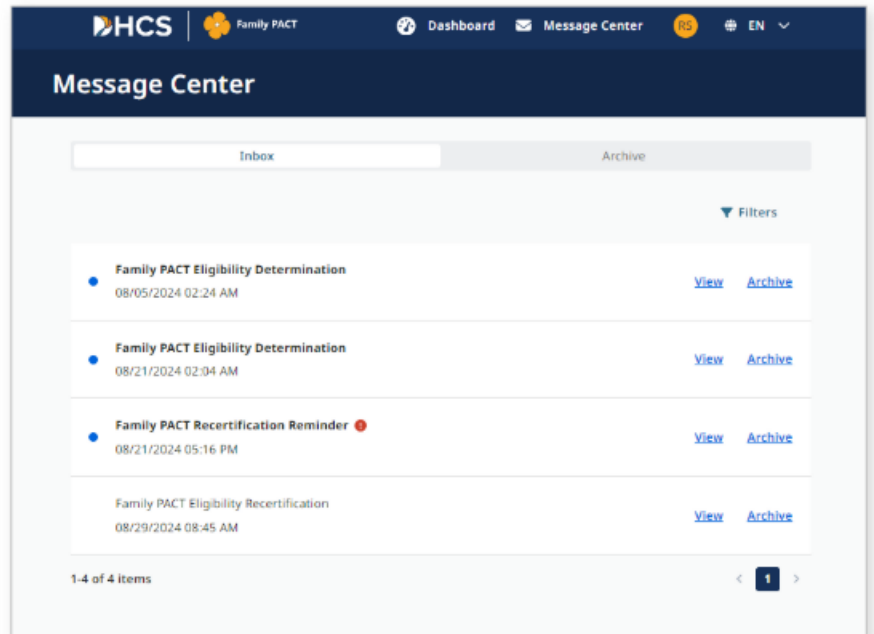 DHCS Family PACT Dashboard Message Center RS EN
Message Center
Inbox Archive
Filters
Family PACT Eligibility Determination
08/05/2024 02:24 AM
View Archive
Family PACT Eligibility Determination
08/21/2024 02:04 AM
View Archive
Family PACT Recertification Reminder
08/21/2024 05:16 PM
View Archive
Family PACT Eligibility Recertification
08/29/2024 08:45 AM
View Archive
1-4 of 4 items < 1 >